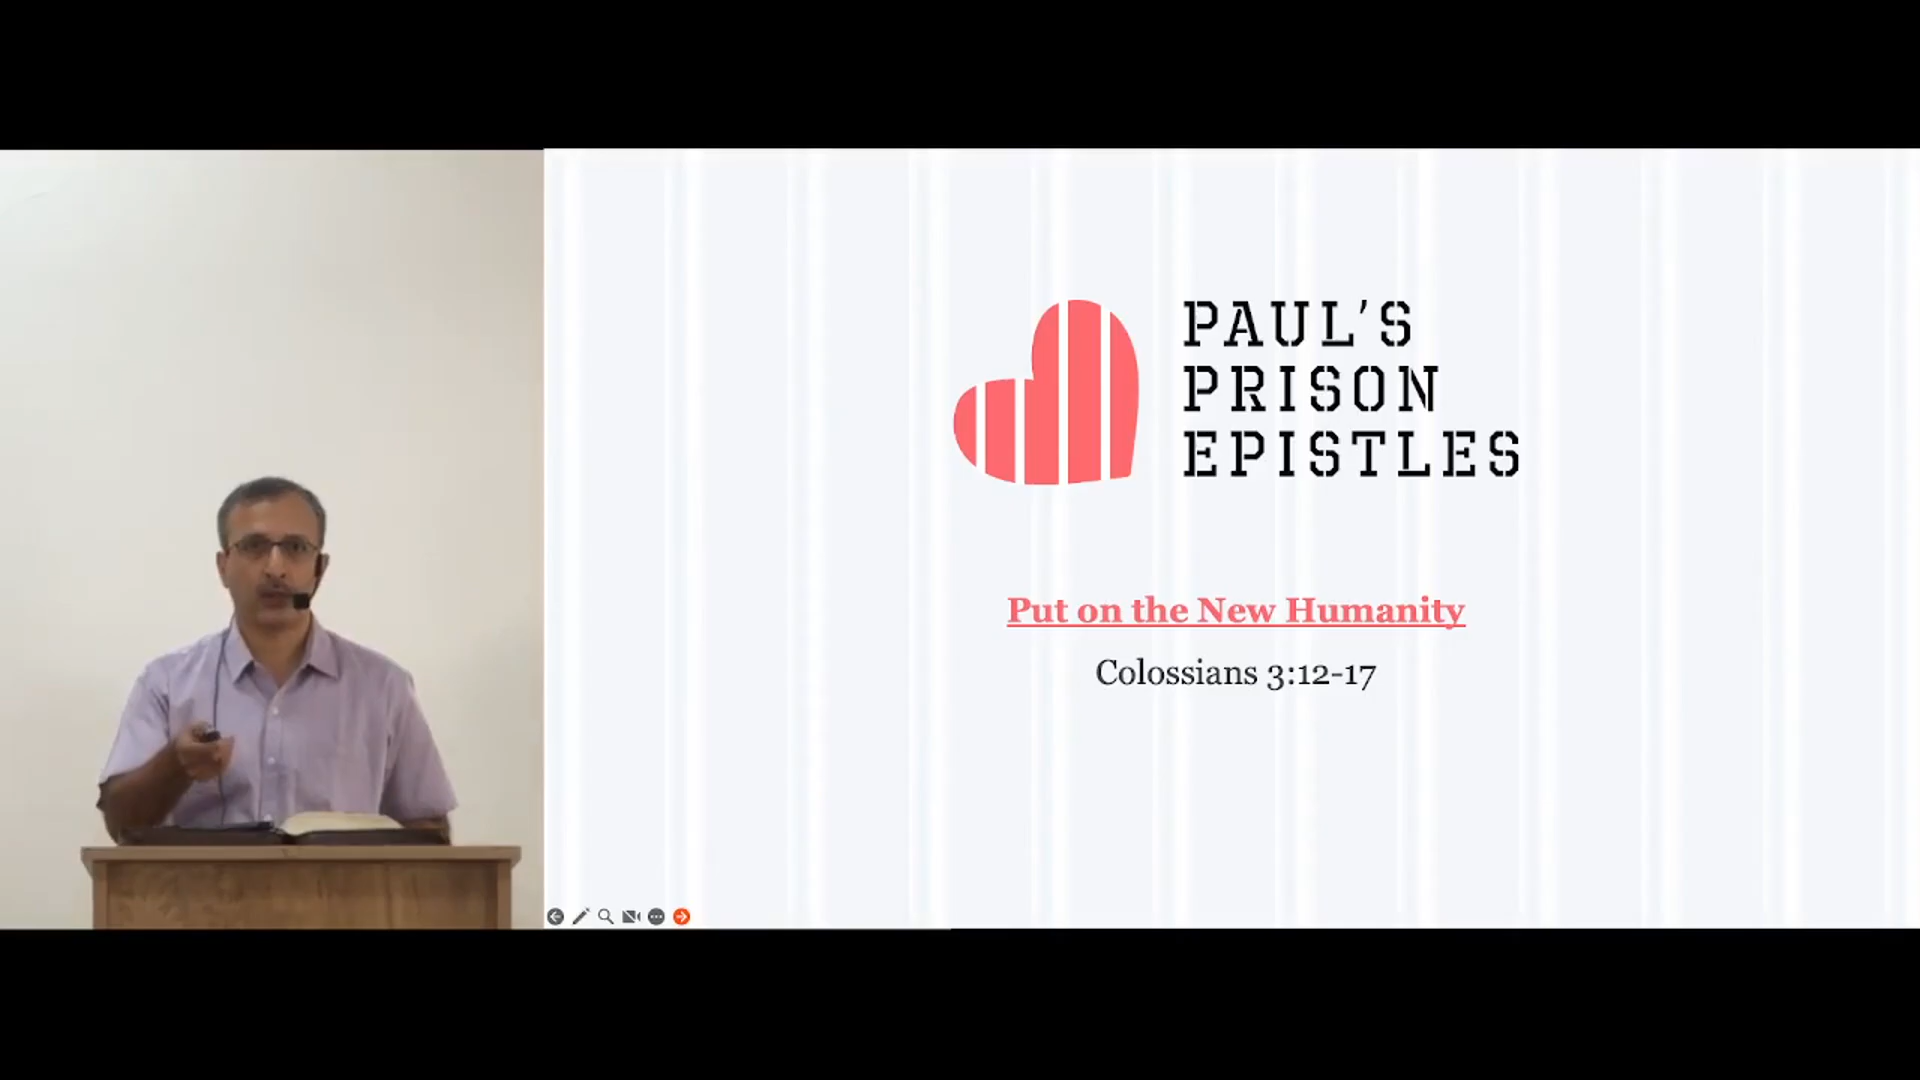 PAUL'S
PRISON
EPISTLES
Put on the New Humanity
Colossians 3:12-17